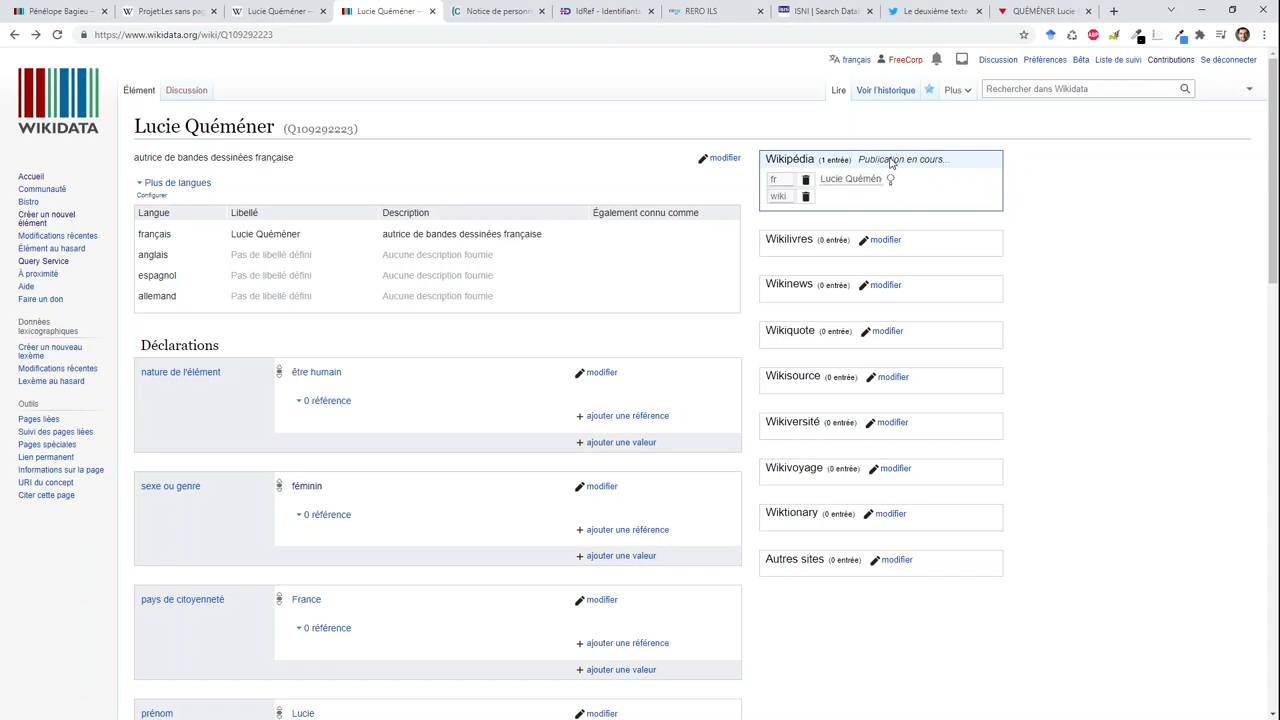 Pénélope Bagieu –
Projet:Les sans pag
Lucie Quéméner —
Lucie Quéméner –
Notice de personn
IdRef - Identifiants
RERO ILS
ISNI | Search Datab
Le deuxième texte
QUÉMÉNER Lucie
https://www.wikidata.org/wiki/Q109292223
français
FreeCorp
Discussion
Préférences
Bêta
Liste de suivi
Contributions
Se déconnecter
WIKIDATA
Élément
Discussion
Lire
Voir l'historique
Plus
Rechercher dans Wikidata
Lucie Quéméner (Q109292223)
autrice de bandes dessinées française
modifier
Plus de langues
Configurer
Langue Libellé Description Également connu comme
français Lucie Quéméner autrice de bandes dessinées française
anglais Pas de libellé défini Aucune description fournie
espagnol Pas de libellé défini Aucune description fournie
allemand Pas de libellé défini Aucune description fournie
Déclarations
nature de l'élément
être humain
modifier
0 référence
+ ajouter une référence
+ ajouter une valeur
sexe ou genre
féminin
modifier
0 référence
+ ajouter une référence
+ ajouter une valeur
pays de citoyenneté
France
modifier
0 référence
+ ajouter une référence
+ ajouter une valeur
prénom
Lucie
modifier
Wikipédia (1 entrée) Publication en cours...
fr Lucie Quémén
wiki
Wikilivres (0 entrée) modifier
Wikinews (0 entrée) modifier
Wikiquote (0 entrée) modifier
Wikisource (0 entrée) modifier
Wikiversité (0 entrée) modifier
Wikivoyage (0 entrée) modifier
Wiktionary (0 entrée) modifier
Autres sites (0 entrée) modifier
Accueil
Communauté
Bistro
Créer un nouvel
élément
Modifications récentes
Élément au hasard
Query Service
À proximité
Aide
Faire un don
Données
lexicographiques
Créer un nouveau
lexème
Modifications récentes
Lexème au hasard
Outils
Pages liées
Suivi des pages liées
Pages spéciales
Lien permanent
Informations sur la page
URI du concept
Citer cette page